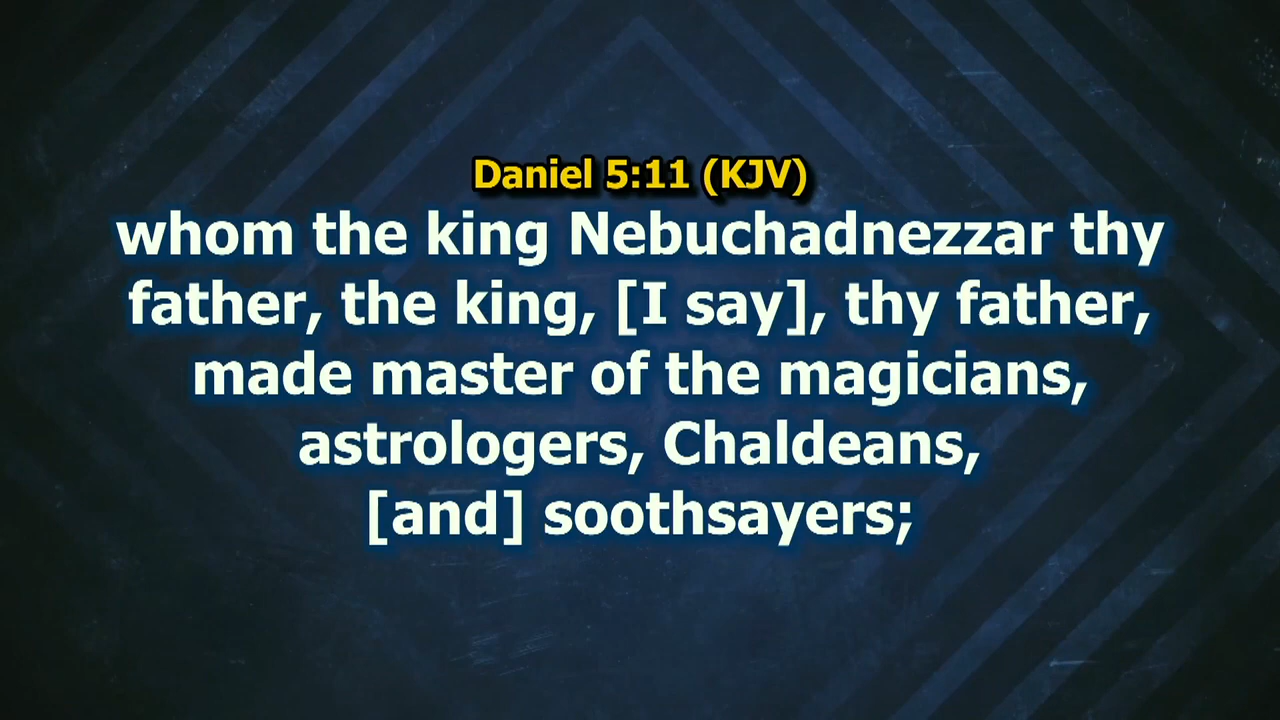 Daniel 5:11 (KJV)
whom the king Nebuchadnezzar thy
father, the king, [I say], thy father,
made master of the magicians,
astrologers, Chaldeans,
[and] soothsayers;